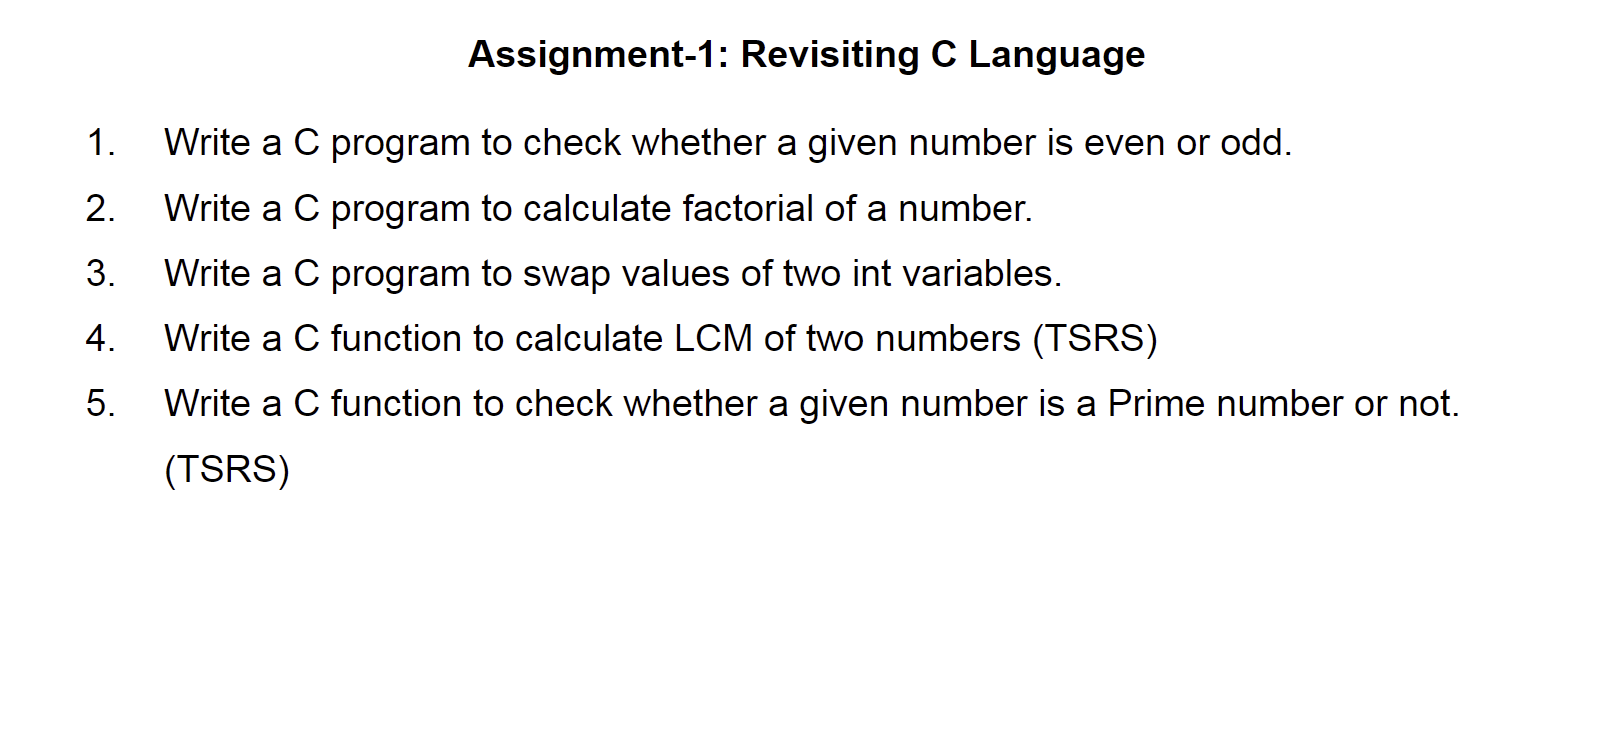 Assignment-1: Revisiting C Language
1. Write a C program to check whether a given number is even or odd.
2. Write a C program to calculate factorial of a number.
3. Write a C program to swap values of two int variables.
4. Write a C function to calculate LCM of two numbers (TSRS)
5. Write a C function to check whether a given number is a Prime number or not.
(TSRS)